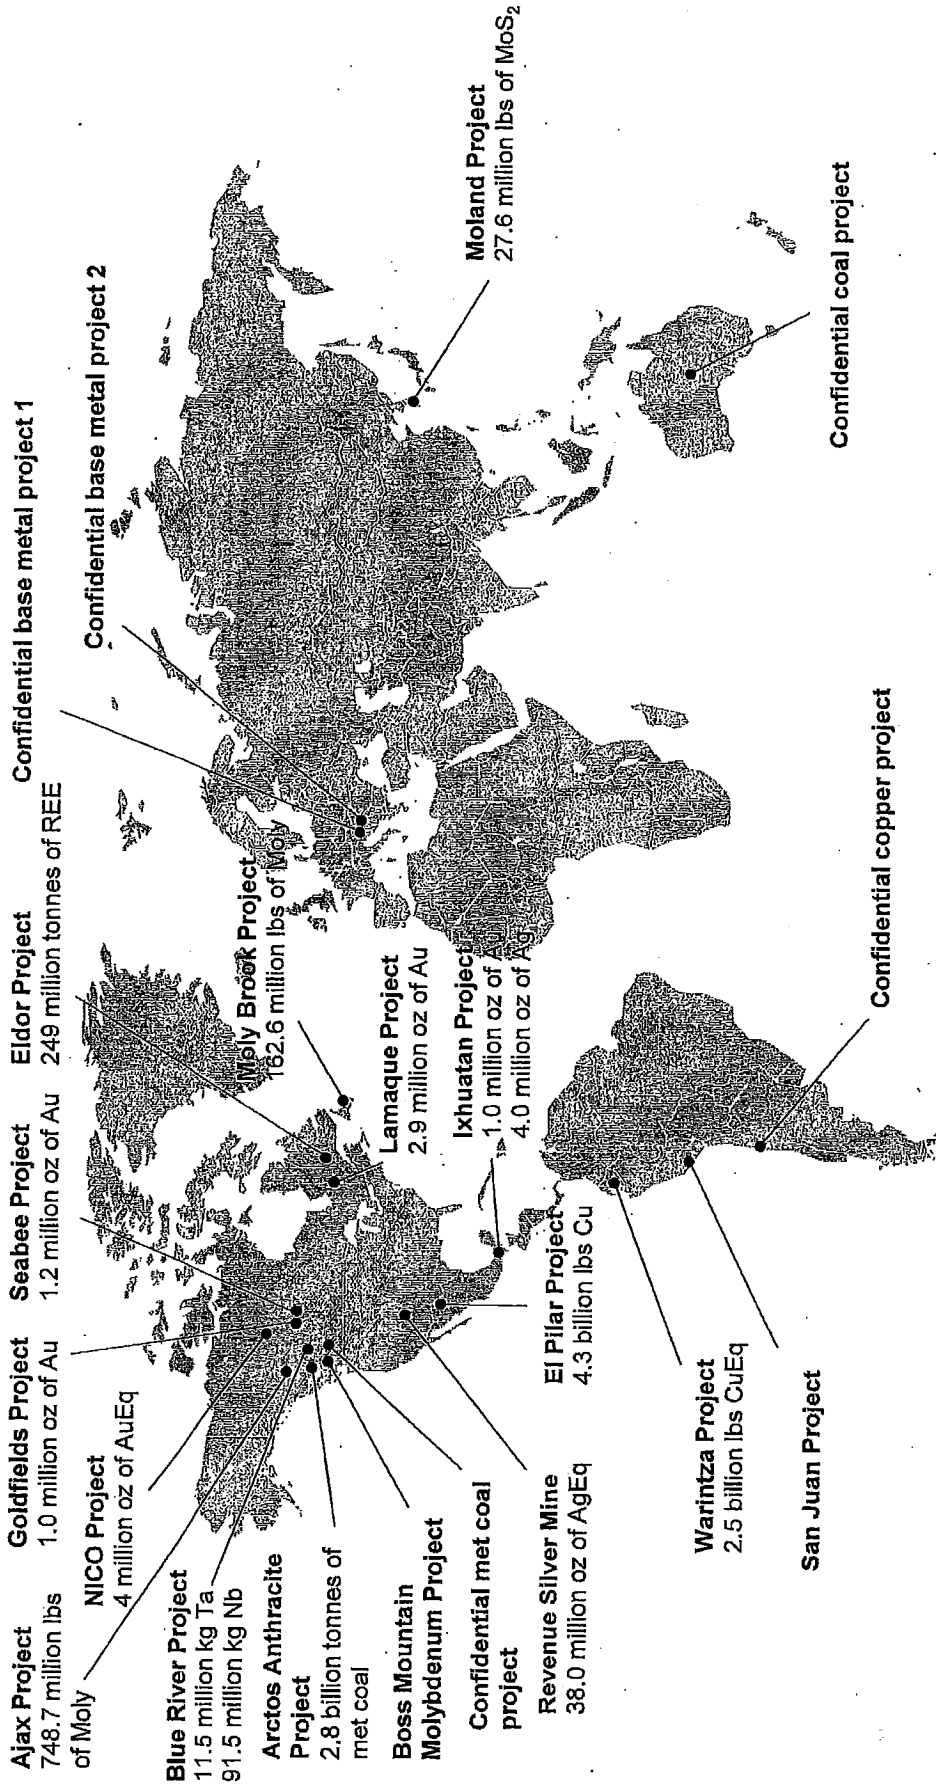 Ajax Project
748.7 million lbs
of Moly
Goldfields Project
1.0 million oz of Au
Seabee Project
1.2 million oz of Au
Eldor Project
249 million tonnes of REE
Confidential base metal project 1
Confidential base metal project 2
NICO Project
4 million oz of AuEq
Blue River Project
11.5 million kg Ta
91.5 million kg Nb
Arctos Anthracite
Project
2.8 billion tonnes of
met coal
Boss Mountain
Molybdenum Project
Confidential met coal
project
Revenue Silver Mine
38.0 million oz of AgEq
Moly Brook Project
162.6 million lbs of Moly
Lamaque Project
2.9 million oz of Au
Ixhuatan Project
1.0 million oz of Au
4.0 million oz of Ag
El Pilar Project
4.3 billion lbs Cu
Warintza Project
2.5 billion lbs CuEq
San Juan Project
Confidential copper project
Moland Project
27.6 million lbs of MoS₂
Confidential coal project